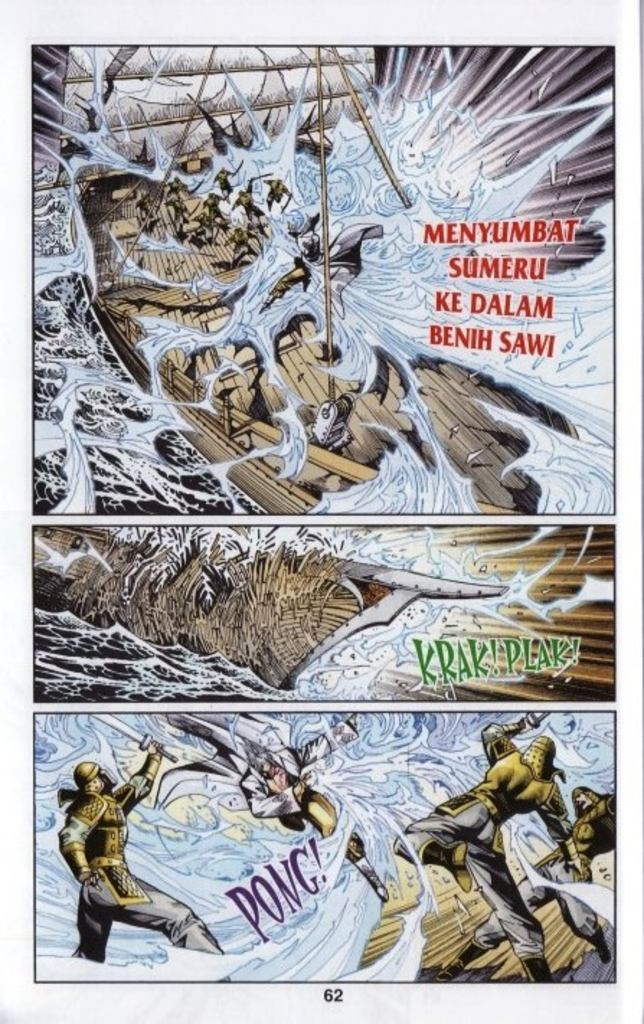 MENYUMBAT
SUMERU
KE DALAM
BENIH SAWI
KRAK! PLAK!
PONG!
62